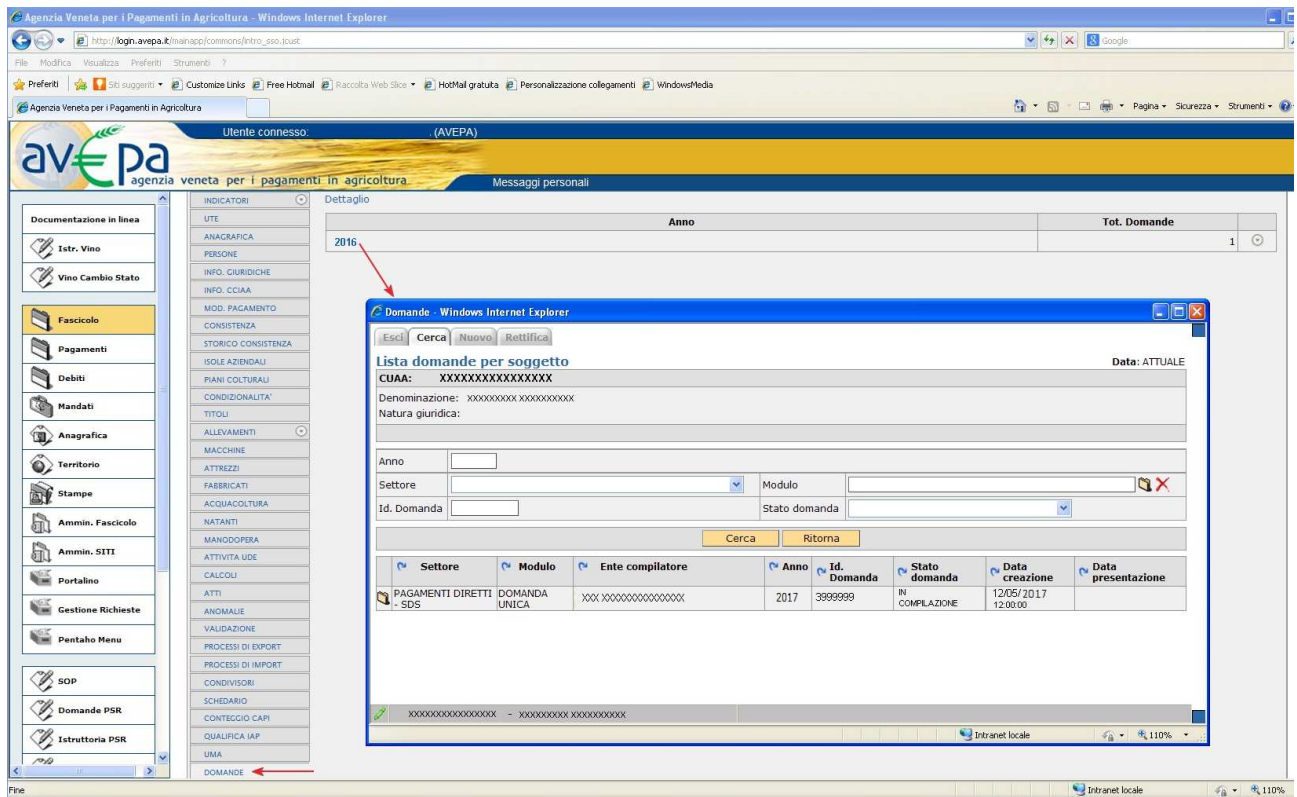 Agenzia Veneta per i Pagamenti in Agricoltura - Windows Internet Explorer
http://login.avepa.it/mainapp/commons/intro_sso.jcust
Google
File Modifica Visualizza Preferiti Strumenti ?
Preferiti Siti suggeriti Customize Links Free Hotmail Raccolta Web Slice HotMail gratuita Personalizzazione collegamenti WindowsMedia
Agenzia Veneta per i Pagamenti in Agricoltura
Pagina Sicurezza Strumenti
Utente connesso: . (AVEPA)
avepa
agenzia veneta per i pagamenti in agricoltura
Messaggi personali
Documentazione in linea
Istr. Vino
Vino Cambio Stato
Fascicolo
Pagamenti
Debiti
Mandati
Anagrafica
Territorio
Stampe
Ammin. Fascicolo
Ammin. SITI
Portalino
Gestione Richieste
Pentaho Menu
SOP
Domande PSR
Istruttoria PSR
INDICATORI
UTE
ANAGRAFICA
PERSONE
INFO. GIURIDICHE
INFO. CCIAA
MOD. PAGAMENTO
CONSISTENZA
STORICO CONSISTENZA
ISOLE AZIENDALI
PIANI COLTURALI
CONDIZIONALITA'
TITOLI
ALLEVAMENTI
MACCHINE
ATTREZZI
FABBRICATI
ACQUACOLTURA
NATANTI
MANODOPERA
ATTIVITA UDE
CALCOLI
ATTI
ANOMALIE
VALIDAZIONE
PROCESSI DI EXPORT
PROCESSI DI IMPORT
CONDIVISORI
SCHEDARIO
CONTEGGIO CAPI
QUALIFICA IAP
UMA
DOMANDE
Dettaglio
Anno Tot. Domande
2016 1
Domande - Windows Internet Explorer
Esci Cerca Nuovo Rettifica
Lista domande per soggetto Data: ATTUALE
CUAA: XXXXXXXXXXXXXXXX
Denominazione: XXXXXXXXX XXXXXXXXXX
Natura giuridica:
Anno
Settore Modulo
Id. Domanda Stato domanda
Cerca Ritorna
Settore Modulo Ente compilatore Anno Id. Domanda Stato domanda Data creazione Data presentazione
PAGAMENTI DIRETTI - SDS DOMANDA UNICA XXX XXXXXXXXXXXXXXX 2017 3999999 IN COMPILAZIONE 12/05/2017 12:00:00
XXXXXXXXXXXXXXXX - XXXXXXXXX XXXXXXXXXX
Intranet locale 110%
Fine Intranet locale 110%